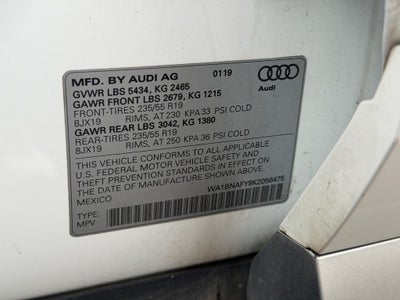 MFD. BY AUDI AG 0119
GVWR LBS 5434, KG 2465
GAWR FRONT LBS 2679, KG 1215
FRONT-TIRES 235/55 R19
8JX19 RIMS, AT 230 KPA 33 PSI COLD
GAWR REAR LBS 3042, KG 1380
REAR-TIRES 235/55 R19
8JX19 RIMS, AT 250 KPA 36 PSI COLD
THIS VEHICLE CONFORMS TO ALL APPLICABLE
U.S. FEDERAL MOTOR VEHICLE SAFETY AND
THEFT PREVENTION STANDARDS IN EFFECT ON
THE DATE OF MANUFACTURE SHOWN ABOVE
MEXICO
TYPE: WA1BNAFY8K2056475
MPV
Audi